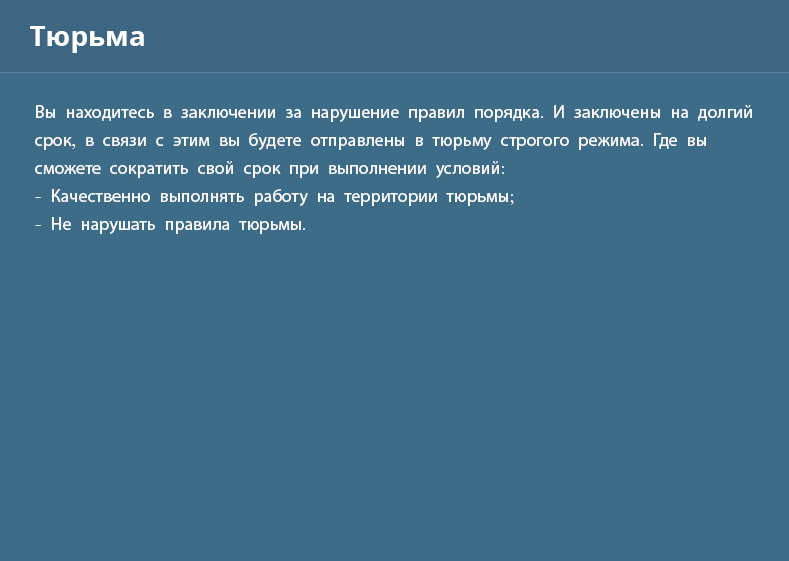 Тюрьма
Вы находитесь в заключении за нарушение правил порядка. И заключены на долгий
срок, в связи с этим вы будете отправлены в тюрьму строгого режима. Где вы
сможете сократить свой срок при выполнении условий:
- Качественно выполнять работу на территории тюрьмы;
- Не нарушать правила тюрьмы.